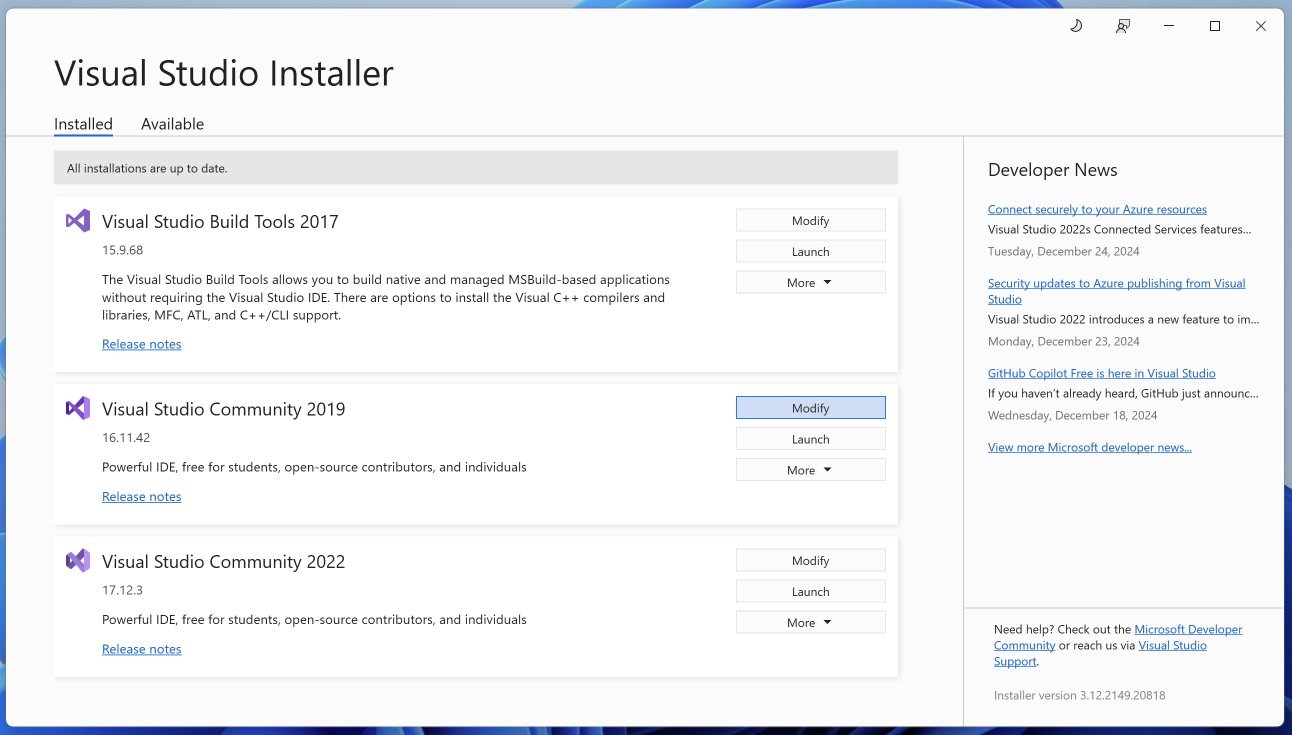 Visual Studio Installer
Installed
Available
All installations are up to date.
Visual Studio Build Tools 2017
15.9.68
The Visual Studio Build Tools allows you to build native and managed MSBuild-based applications
without requiring the Visual Studio IDE. There are options to install the Visual C++ compilers and
libraries, MFC, ATL, and C++/CLI support.
Release notes
Modify
Launch
More
Visual Studio Community 2019
16.11.42
Powerful IDE, free for students, open-source contributors, and individuals
Release notes
Modify
Launch
More
Visual Studio Community 2022
17.12.3
Powerful IDE, free for students, open-source contributors, and individuals
Release notes
Modify
Launch
More
Developer News
Connect securely to your Azure resources
Visual Studio 2022s Connected Services features...
Tuesday, December 24, 2024
Security updates to Azure publishing from Visual
Studio
Visual Studio 2022 introduces a new feature to im...
Monday, December 23, 2024
GitHub Copilot Free is here in Visual Studio
If you haven't already heard, GitHub just announc...
Wednesday, December 18, 2024
View more Microsoft developer news...
Need help? Check out the Microsoft Developer
Community or reach us via Visual Studio
Support.
Installer version 3.12.2149.20818